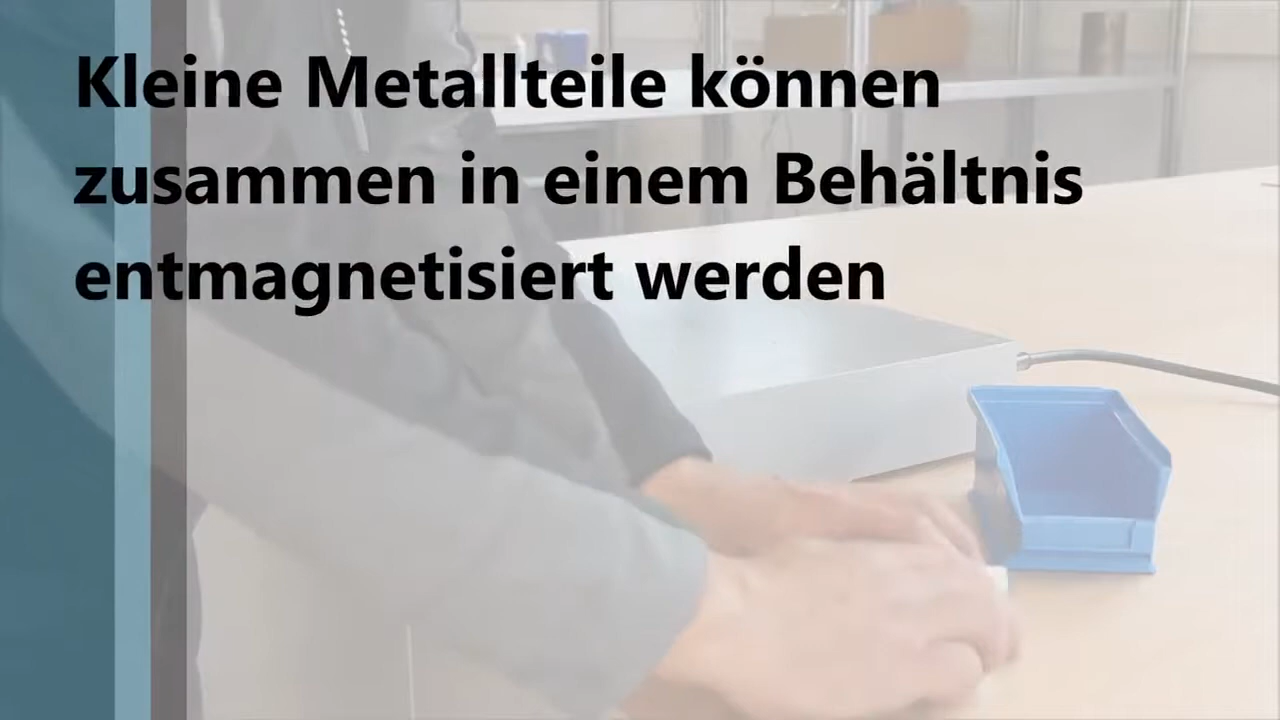 Kleine Metallteile können
zusammen in einem Behältnis
entmagnetisiert werden